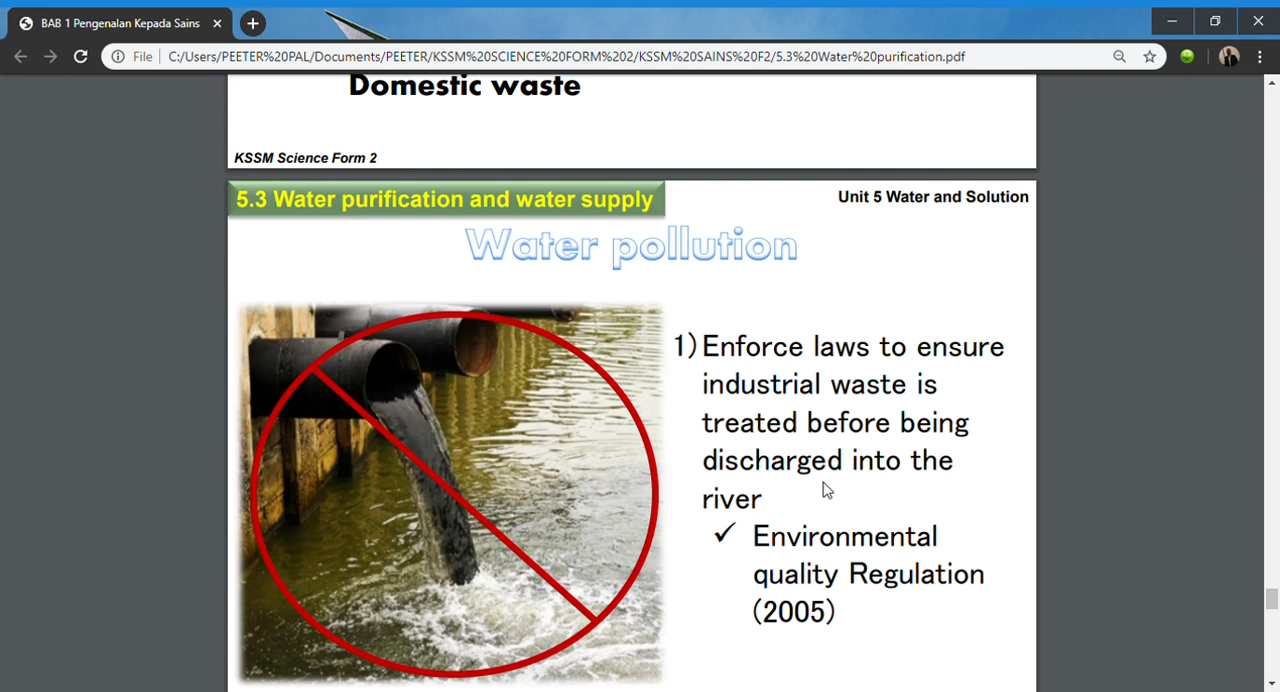 BAB 1 Pengenalan Kepada Sains
File
C:/Users/PEETER%20PAL/Documents/PEETER/KSSM%20SCIENCE%20FORM%202/KSSM%20SAINS%20F2/5.3%20Water%20purification.pdf
Domestic waste
KSSM Science Form 2
5.3 Water purification and water supply
Unit 5 Water and Solution
Water pollution
1) Enforce laws to ensure
industrial waste is
treated before being
discharged into the
river
✓ Environmental
quality Regulation
(2005)